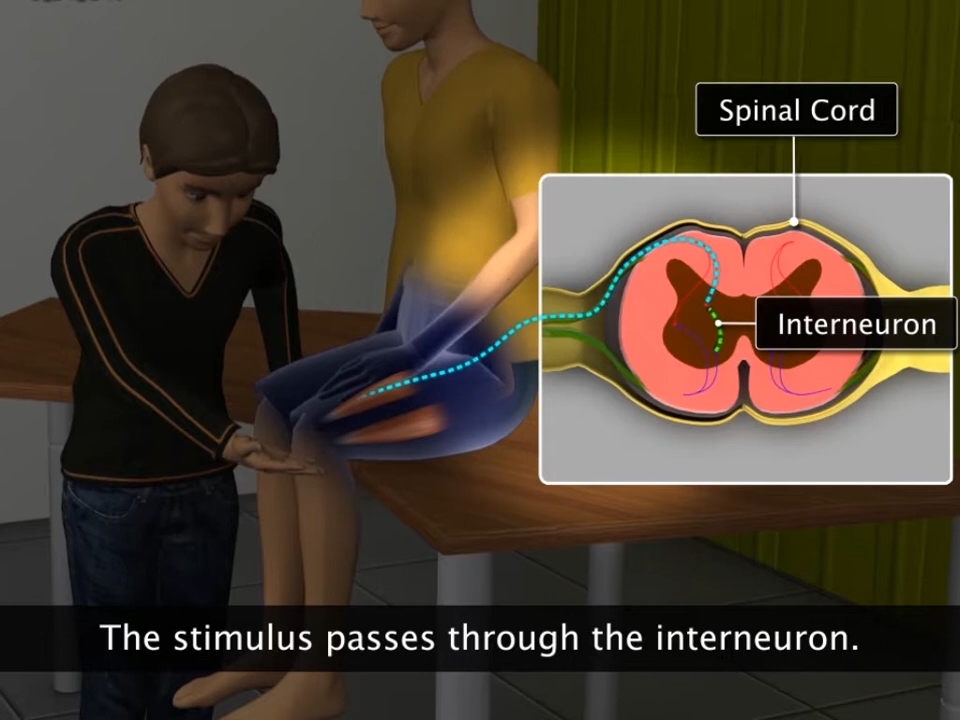 Spinal Cord
Interneuron
The stimulus passes through the interneuron.